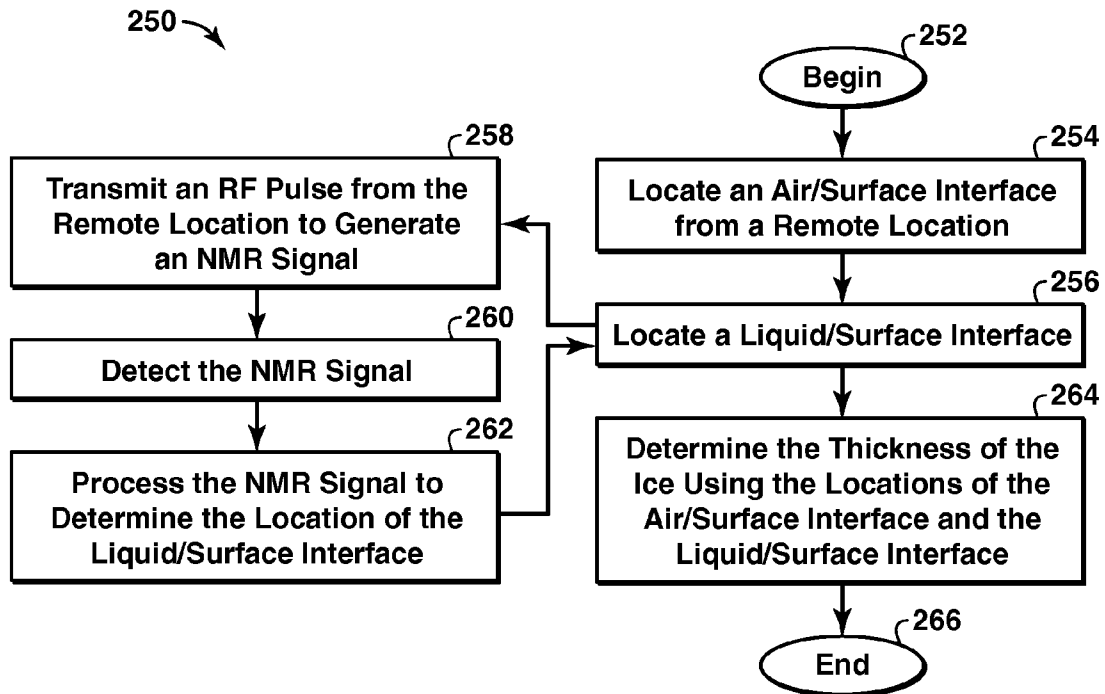 250
252
Begin
254
Locate an Air/Surface Interface
from a Remote Location
256
Locate a Liquid/Surface Interface
258
Transmit an RF Pulse from the
Remote Location to Generate
an NMR Signal
260
Detect the NMR Signal
262
Process the NMR Signal to
Determine the Location of the
Liquid/Surface Interface
264
Determine the Thickness of the
Ice Using the Locations of the
Air/Surface Interface and the
Liquid/Surface Interface
266
End